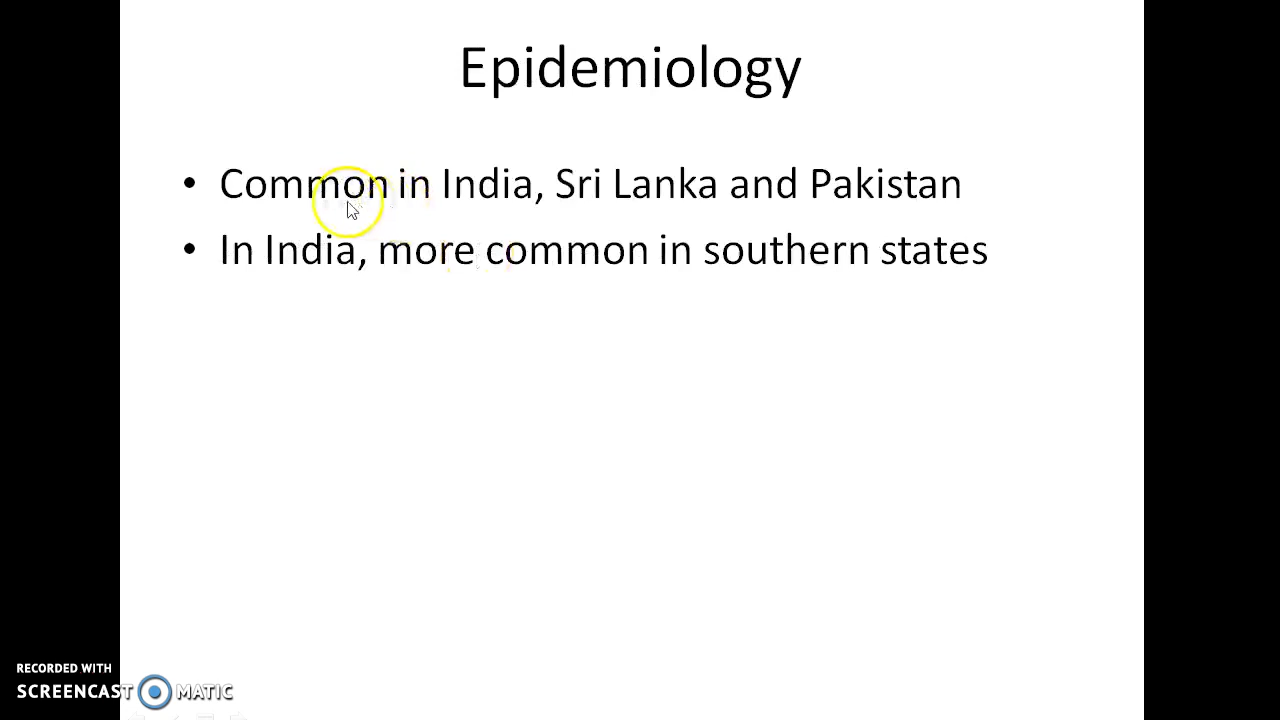 Epidemiology
• Common in India, Sri Lanka and Pakistan
• In India, more common in southern states
RECORDED WITH
SCREENCAST MATIC